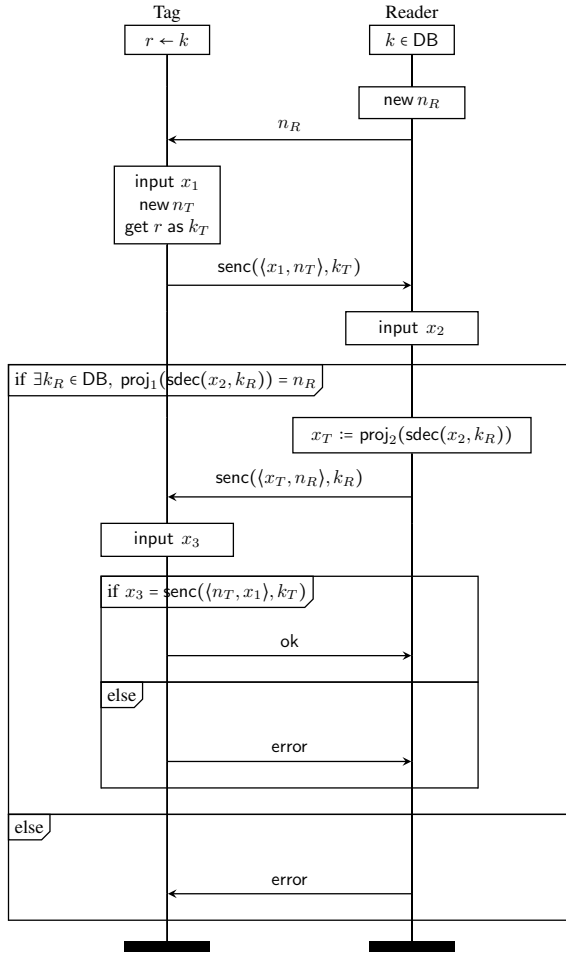 Tag Reader
r ← k
k ∈ DB
new n_R
n_R
input x_1
new n_T
get r as k_T
senc(⟨x_1, n_T⟩, k_T)
input x_2
if ∃k_R ∈ DB, proj_1(sdec(x_2, k_R)) = n_R
x_T := proj_2(sdec(x_2, k_R))
senc(⟨x_T, n_R⟩, k_R)
input x_3
if x_3 = senc(⟨n_T, x_1⟩, k_T)
ok
else
error
else
error